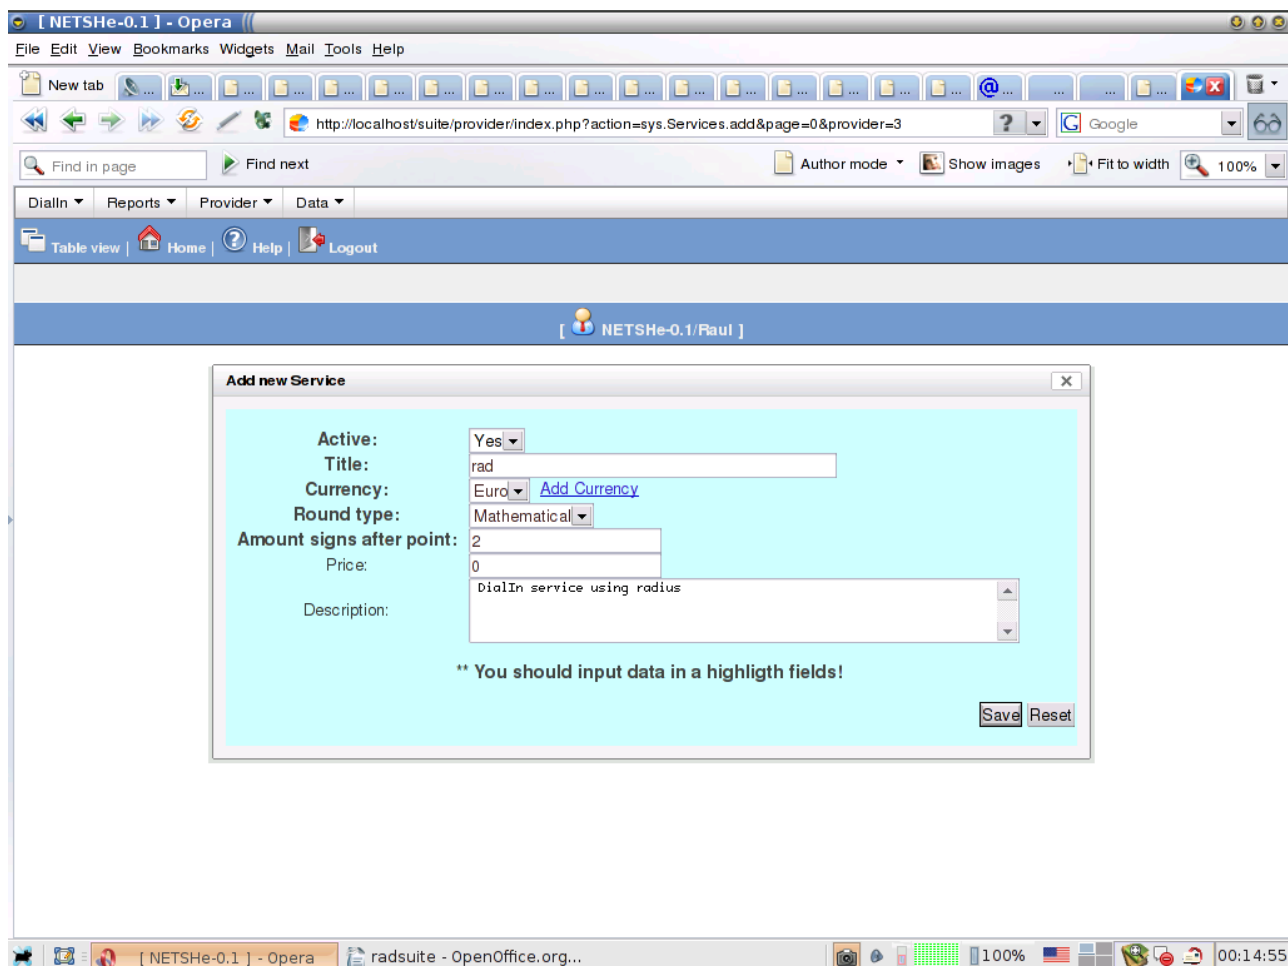 [ NETSHe-0.1 ] - Opera
File Edit View Bookmarks Widgets Mail Tools Help
New tab ... ... ... ... ... ... ... ... ... ... ... ... ... ... ... ... ... @... ... ... ...
http://localhost/suite/provider/index.php?action=sys.Services.add&page=0&provider=3 ? G Google
Find in page Find next Author mode Show images Fit to width 100%
DialIn Reports Provider Data
Table view | Home | Help | Logout
[ NETSHe-0.1/Raul ]
Add new Service
Active: Yes
Title: rad
Currency: Euro Add Currency
Round type: Mathematical
Amount signs after point: 2
Price: 0
Description: DialIn service using radius
** You should input data in a highligth fields!
Save Reset
[ NETSHe-0.1 ] - Opera radsuite - OpenOffice.org... 100% 00:14:55